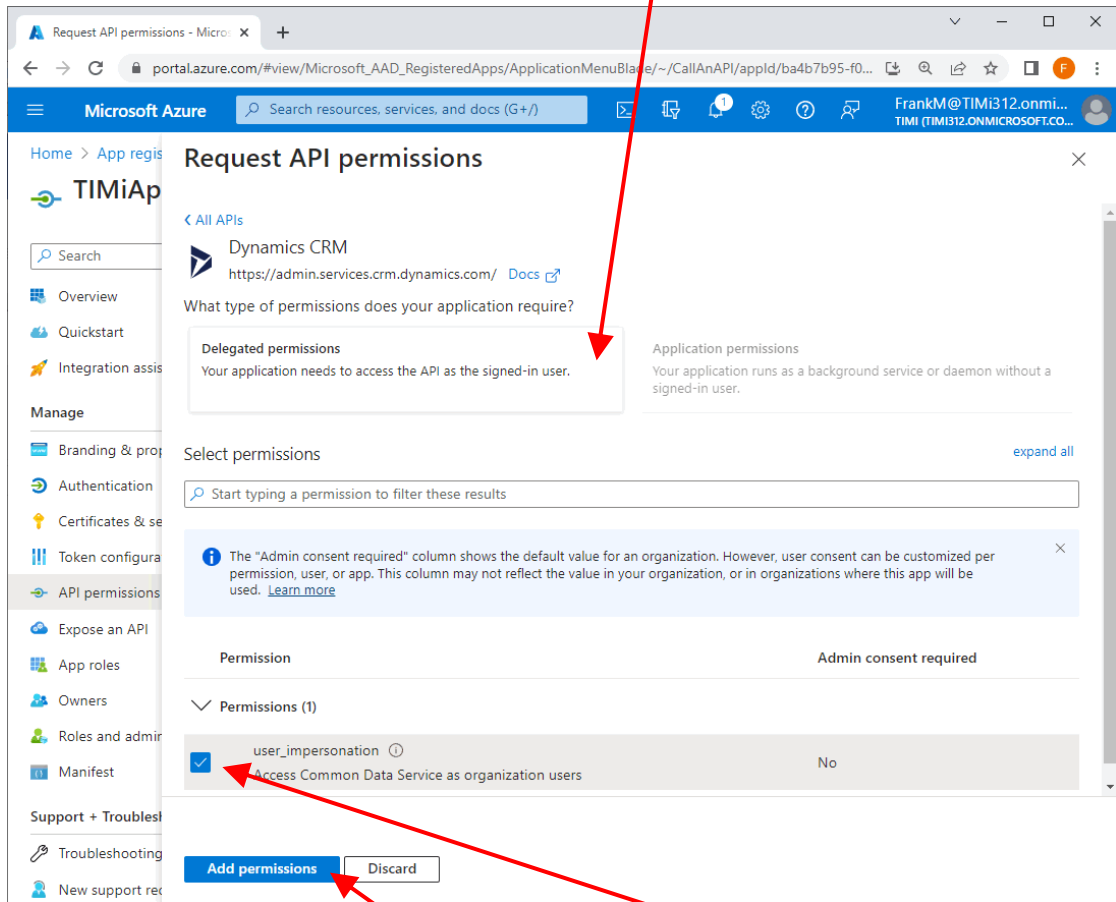 Request API permissions - Micro
portal.azure.com/#view/Microsoft_AAD_RegisteredApps/ApplicationMenuBlade/~/CallAnAPI/appId/ba4b7b95-f0...
F
Microsoft Azure
Search resources, services, and docs (G+/)
1
FrankM@TIMi312.onmi...
TIMI (TIMI312.ONMICROSOFT.CO...
Home > App regis
TIMiAp
Search
Overview
Quickstart
Integration assis
Manage
Branding & prop
Authentication
Certificates & se
Token configura
API permissions
Expose an API
App roles
Owners
Roles and admin
Manifest
Support + Troublesh
Troubleshooting
New support req
Request API permissions
All APIs
Dynamics CRM
https://admin.services.crm.dynamics.com/ Docs
What type of permissions does your application require?
Delegated permissions
Your application needs to access the API as the signed-in user.
Application permissions
Your application runs as a background service or daemon without a
signed-in user.
Select permissions
expand all
Start typing a permission to filter these results
The "Admin consent required" column shows the default value for an organization. However, user consent can be customized per
permission, user, or app. This column may not reflect the value in your organization, or in organizations where this app will be
used. Learn more
Permission
Admin consent required
Permissions (1)
user_impersonation
No
Access Common Data Service as organization users
Add permissions
Discard